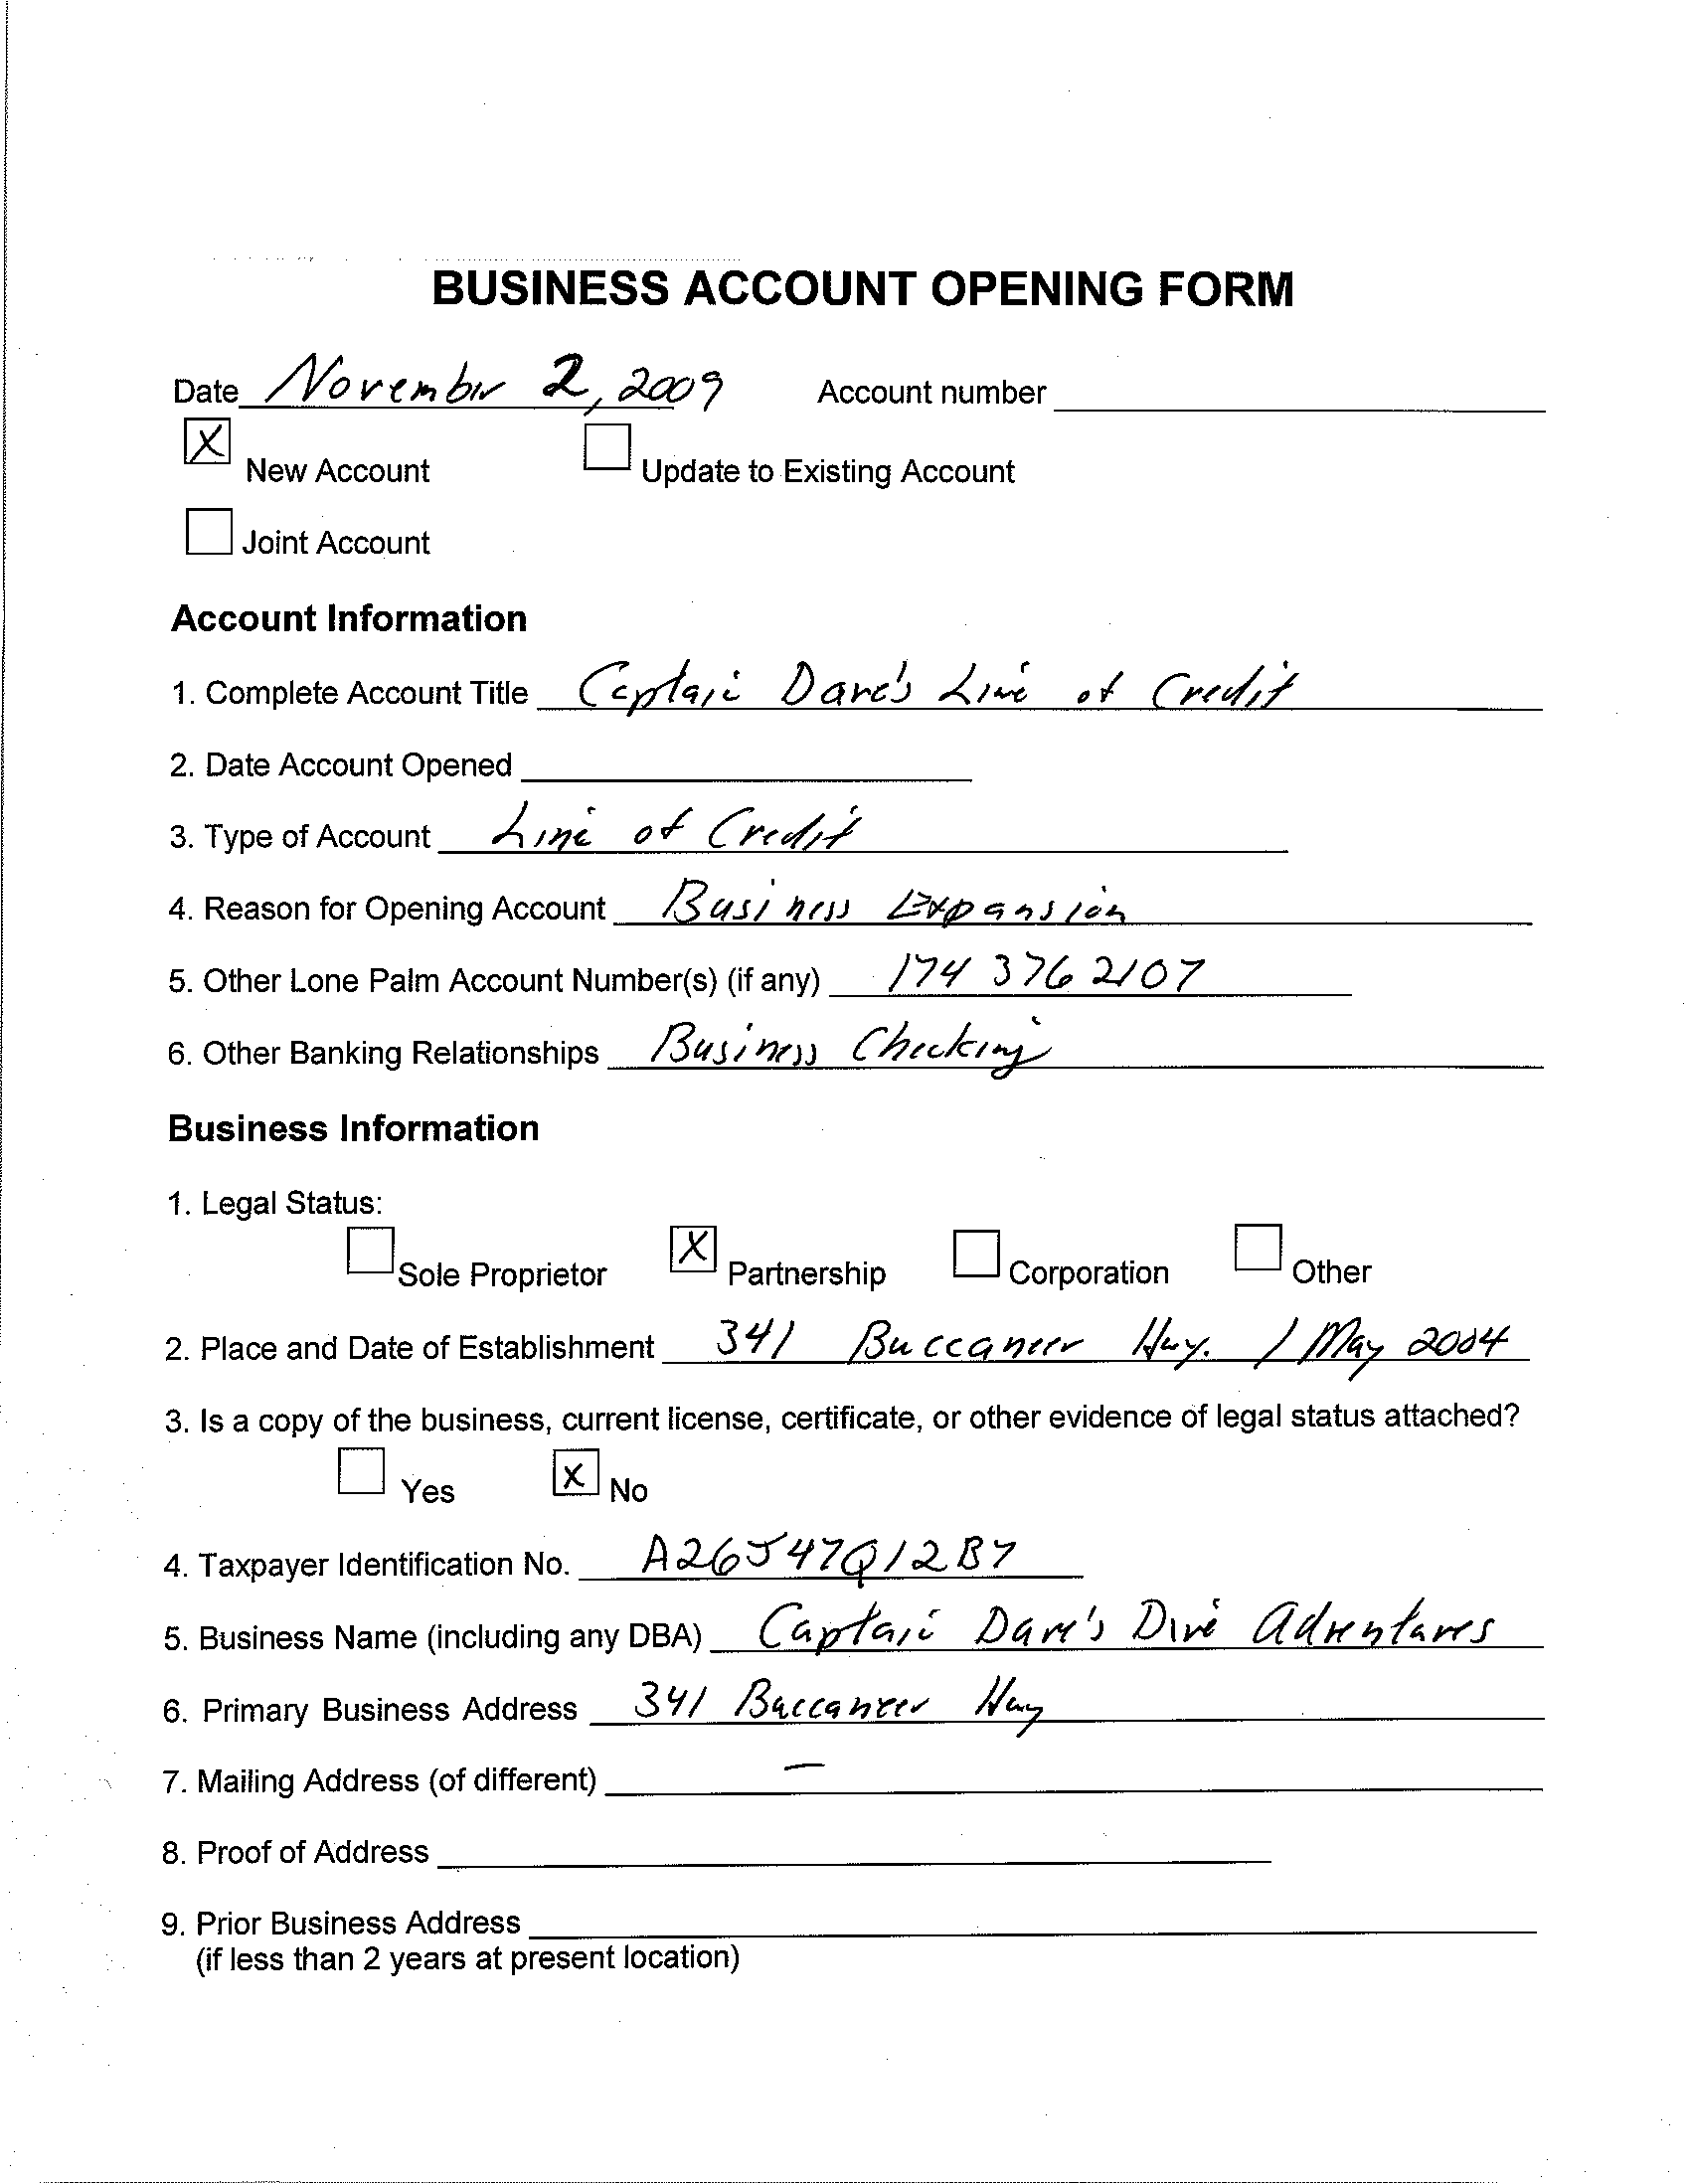 BUSINESS ACCOUNT OPENING FORM
Date November 2, 2009 Account number
X New Account Update to Existing Account
Joint Account
Account Information
1. Complete Account Title Captain Dave's Line of Credit
2. Date Account Opened
3. Type of Account Line of Credit
4. Reason for Opening Account Business Expansion
5. Other Lone Palm Account Number(s) (if any) 174 376 2107
6. Other Banking Relationships Business Checking
Business Information
1. Legal Status:
Sole Proprietor X Partnership Corporation Other
2. Place and Date of Establishment 341 Buccaneer Hwy. / May 2004
3. Is a copy of the business, current license, certificate, or other evidence of legal status attached?
Yes X No
4. Taxpayer Identification No. A26547Q12B7
5. Business Name (including any DBA) Captain Dave's Dive Adventures
6. Primary Business Address 341 Buccaneer Hwy
7. Mailing Address (of different) —
8. Proof of Address
9. Prior Business Address
(if less than 2 years at present location)